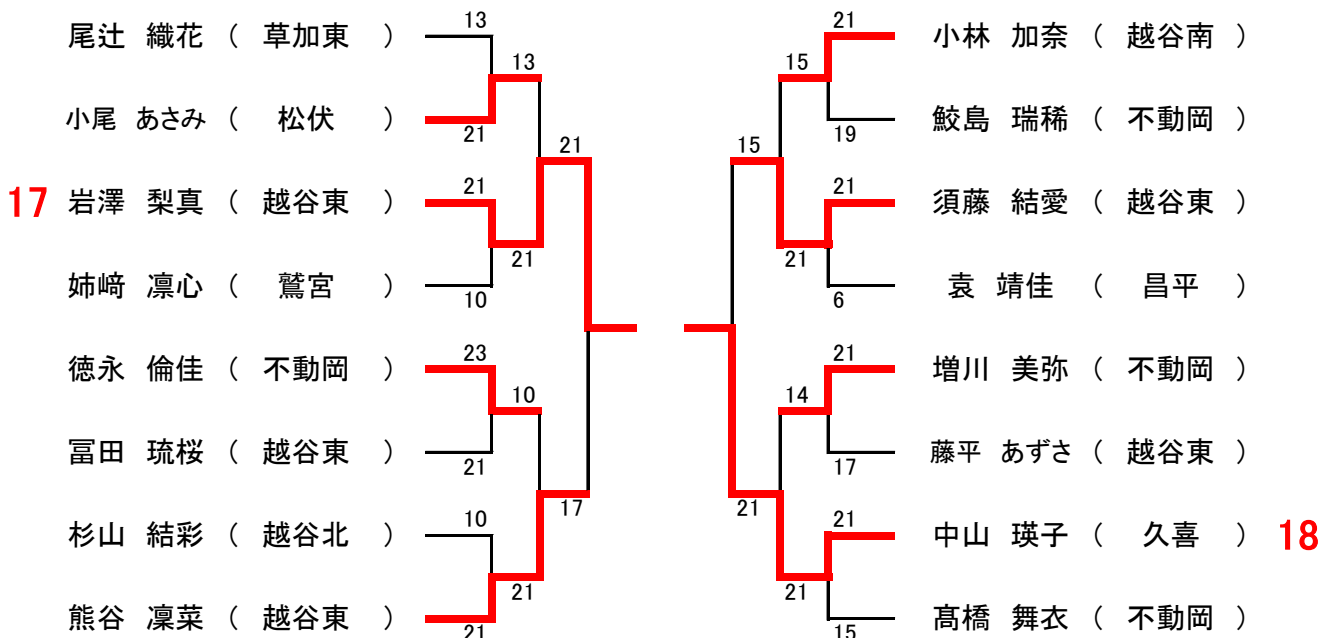 13
尾辻 織花 ( 草加東 )
13
小尾 あさみ ( 松伏 )
21
21
17 岩澤 梨真 ( 越谷東 )
21
21
姉﨑 凛心 ( 鷲宮 )
10
徳永 倫佳 ( 不動岡 )
23
10
冨田 琉桜 ( 越谷東 )
21
17
杉山 結彩 ( 越谷北 )
10
21
熊谷 凜菜 ( 越谷東 )
21
21
小林 加奈 ( 越谷南 )
15
鮫島 瑞稀 ( 不動岡 )
19
15
須藤 結愛 ( 越谷東 )
21
21
袁 靖佳 ( 昌平 )
6
増川 美弥 ( 不動岡 )
21
14
藤平 あずさ ( 越谷東 )
17
21
中山 瑛子 ( 久喜 ) 18
21
21
髙橋 舞衣 ( 不動岡 )
15